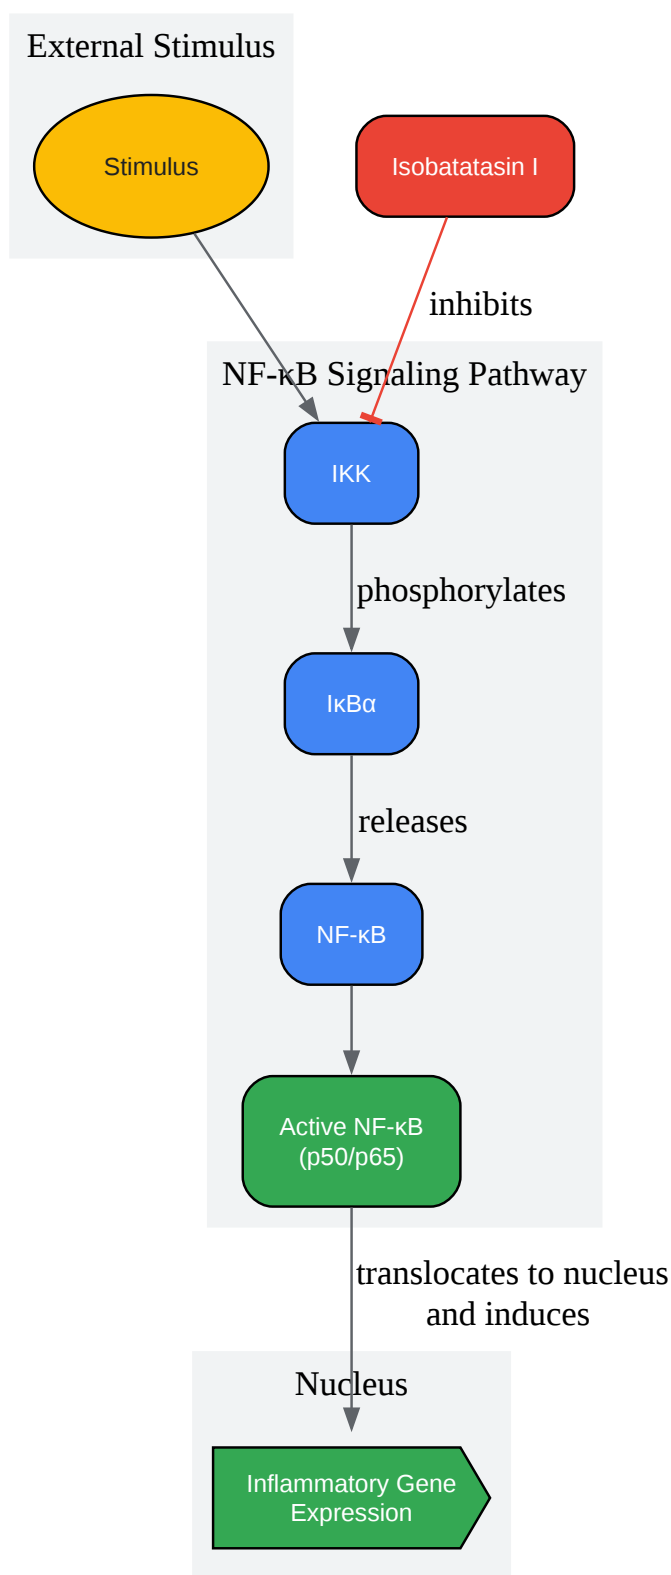 External Stimulus
Stimulus
Isobatatasin I
inhibits
NF-κB Signaling Pathway
IKK
phosphorylates
IκBα
releases
NF-κB
Active NF-κB
(p50/p65)
translocates to nucleus
and induces
Nucleus
Inflammatory Gene
Expression